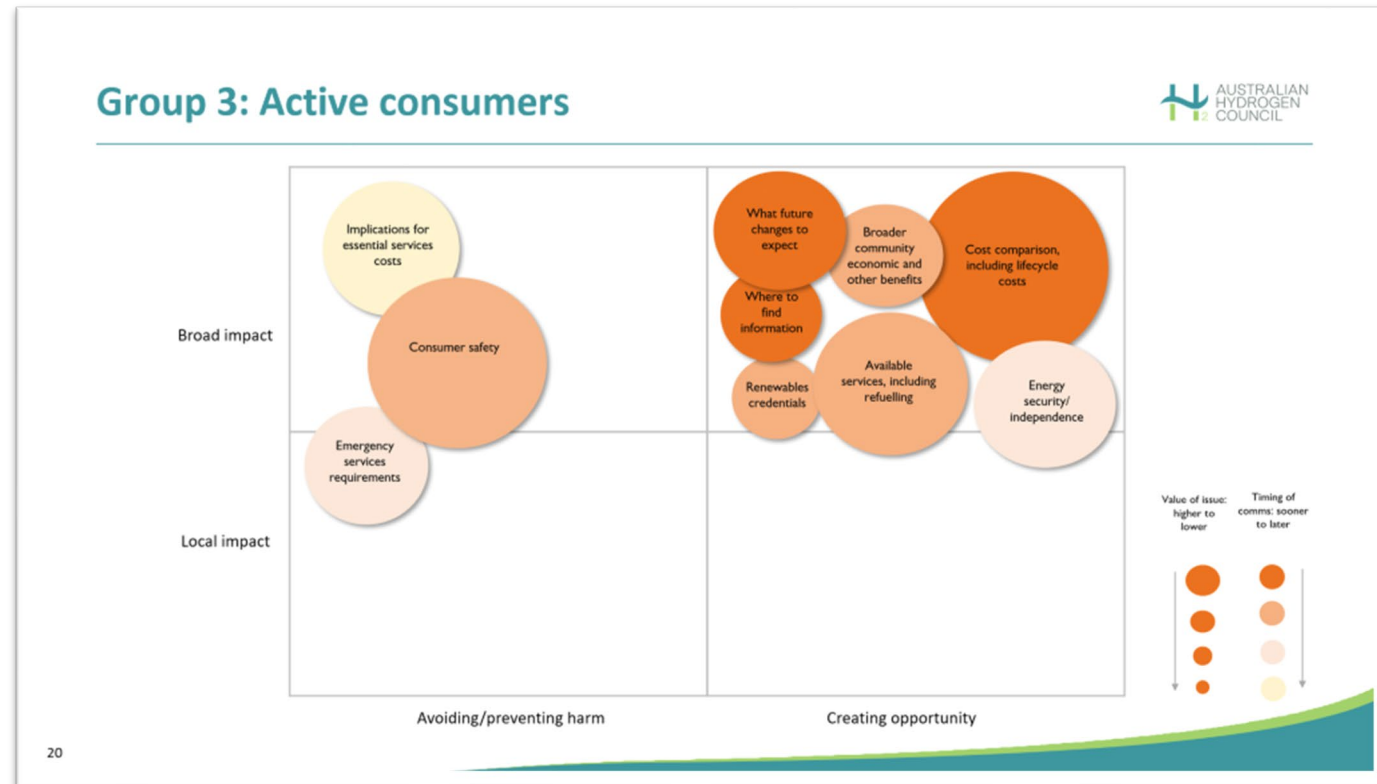 Group 3: Active consumers
AUSTRALIAN
HYDROGEN
COUNCIL
H2
Broad impact
Local impact
Implications for
essential services
costs
Consumer safety
Emergency
services
requirements
What future
changes to
expect
Broader
community
economic and
other benefits
Cost comparison,
including lifecycle
costs
Where to
find
information
Renewables
credentials
Available
services, including
refuelling
Energy
security/
independence
Value of issue:
higher to
lower
Timing of
comms: sooner
to later
Avoiding/preventing harm
Creating opportunity
20